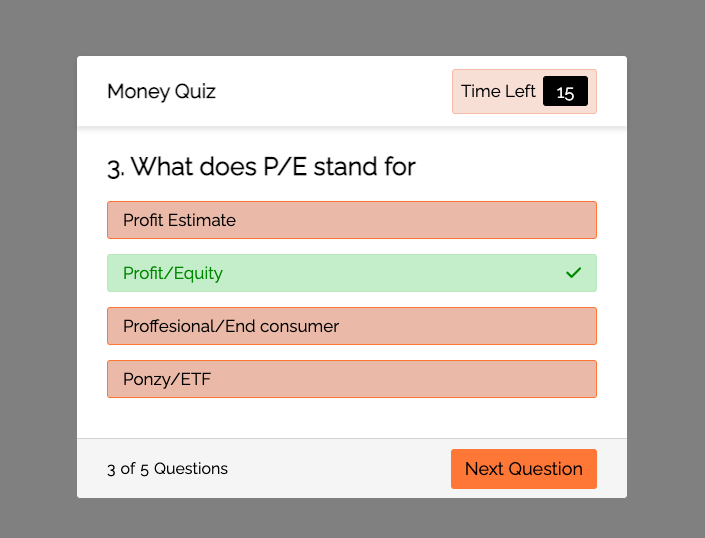 Money Quiz
Time Left 15
3. What does P/E stand for
Profit Estimate
Profit/Equity
Proffesional/End consumer
Ponzy/ETF
3 of 5 Questions
Next Question